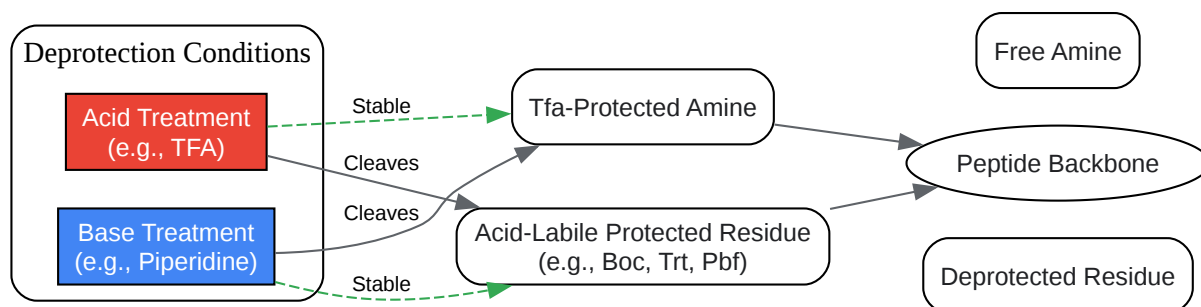 Deprotection Conditions
Acid Treatment
(e.g., TFA)
Base Treatment
(e.g., Piperidine)
Stable
Cleaves
Cleaves
Stable
Tfa-Protected Amine
Acid-Labile Protected Residue
(e.g., Boc, Trt, Pbf)
Free Amine
Peptide Backbone
Deprotected Residue